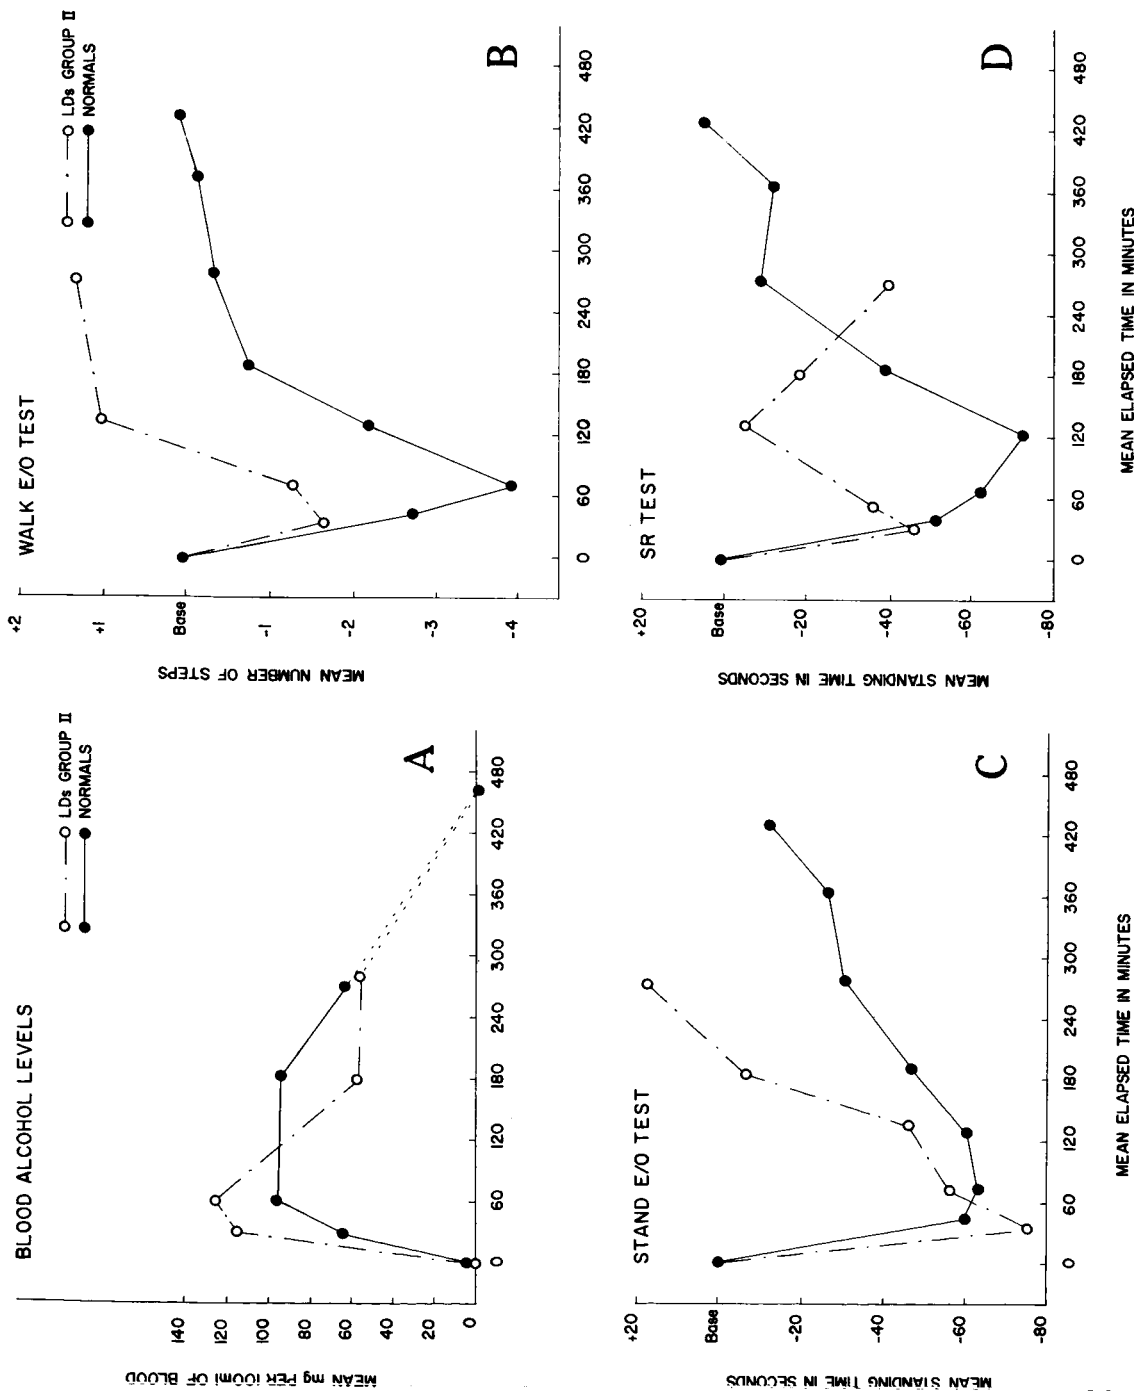 BLOOD ALCOHOL LEVELS
LDs GROUP II
NORMALS
A
MEAN mg PER 100ml OF BLOOD
140
120
100
80
60
40
20
0
0 60 120 180 240 300 360 420 480
WALK E/O TEST
LDs GROUP II
NORMALS
B
MEAN NUMBER OF STEPS
+2
+1
Base
-1
-2
-3
-4
0 60 120 180 240 300 360 420 480
STAND E/O TEST
C
MEAN STANDING TIME IN SECONDS
+20
Base
-20
-40
-60
-80
0 60 120 180 240 300 360 420 480
MEAN ELAPSED TIME IN MINUTES
SR TEST
D
MEAN STANDING TIME IN SECONDS
+20
Base
-20
-40
-60
-80
0 60 120 180 240 300 360 420 480
MEAN ELAPSED TIME IN MINUTES